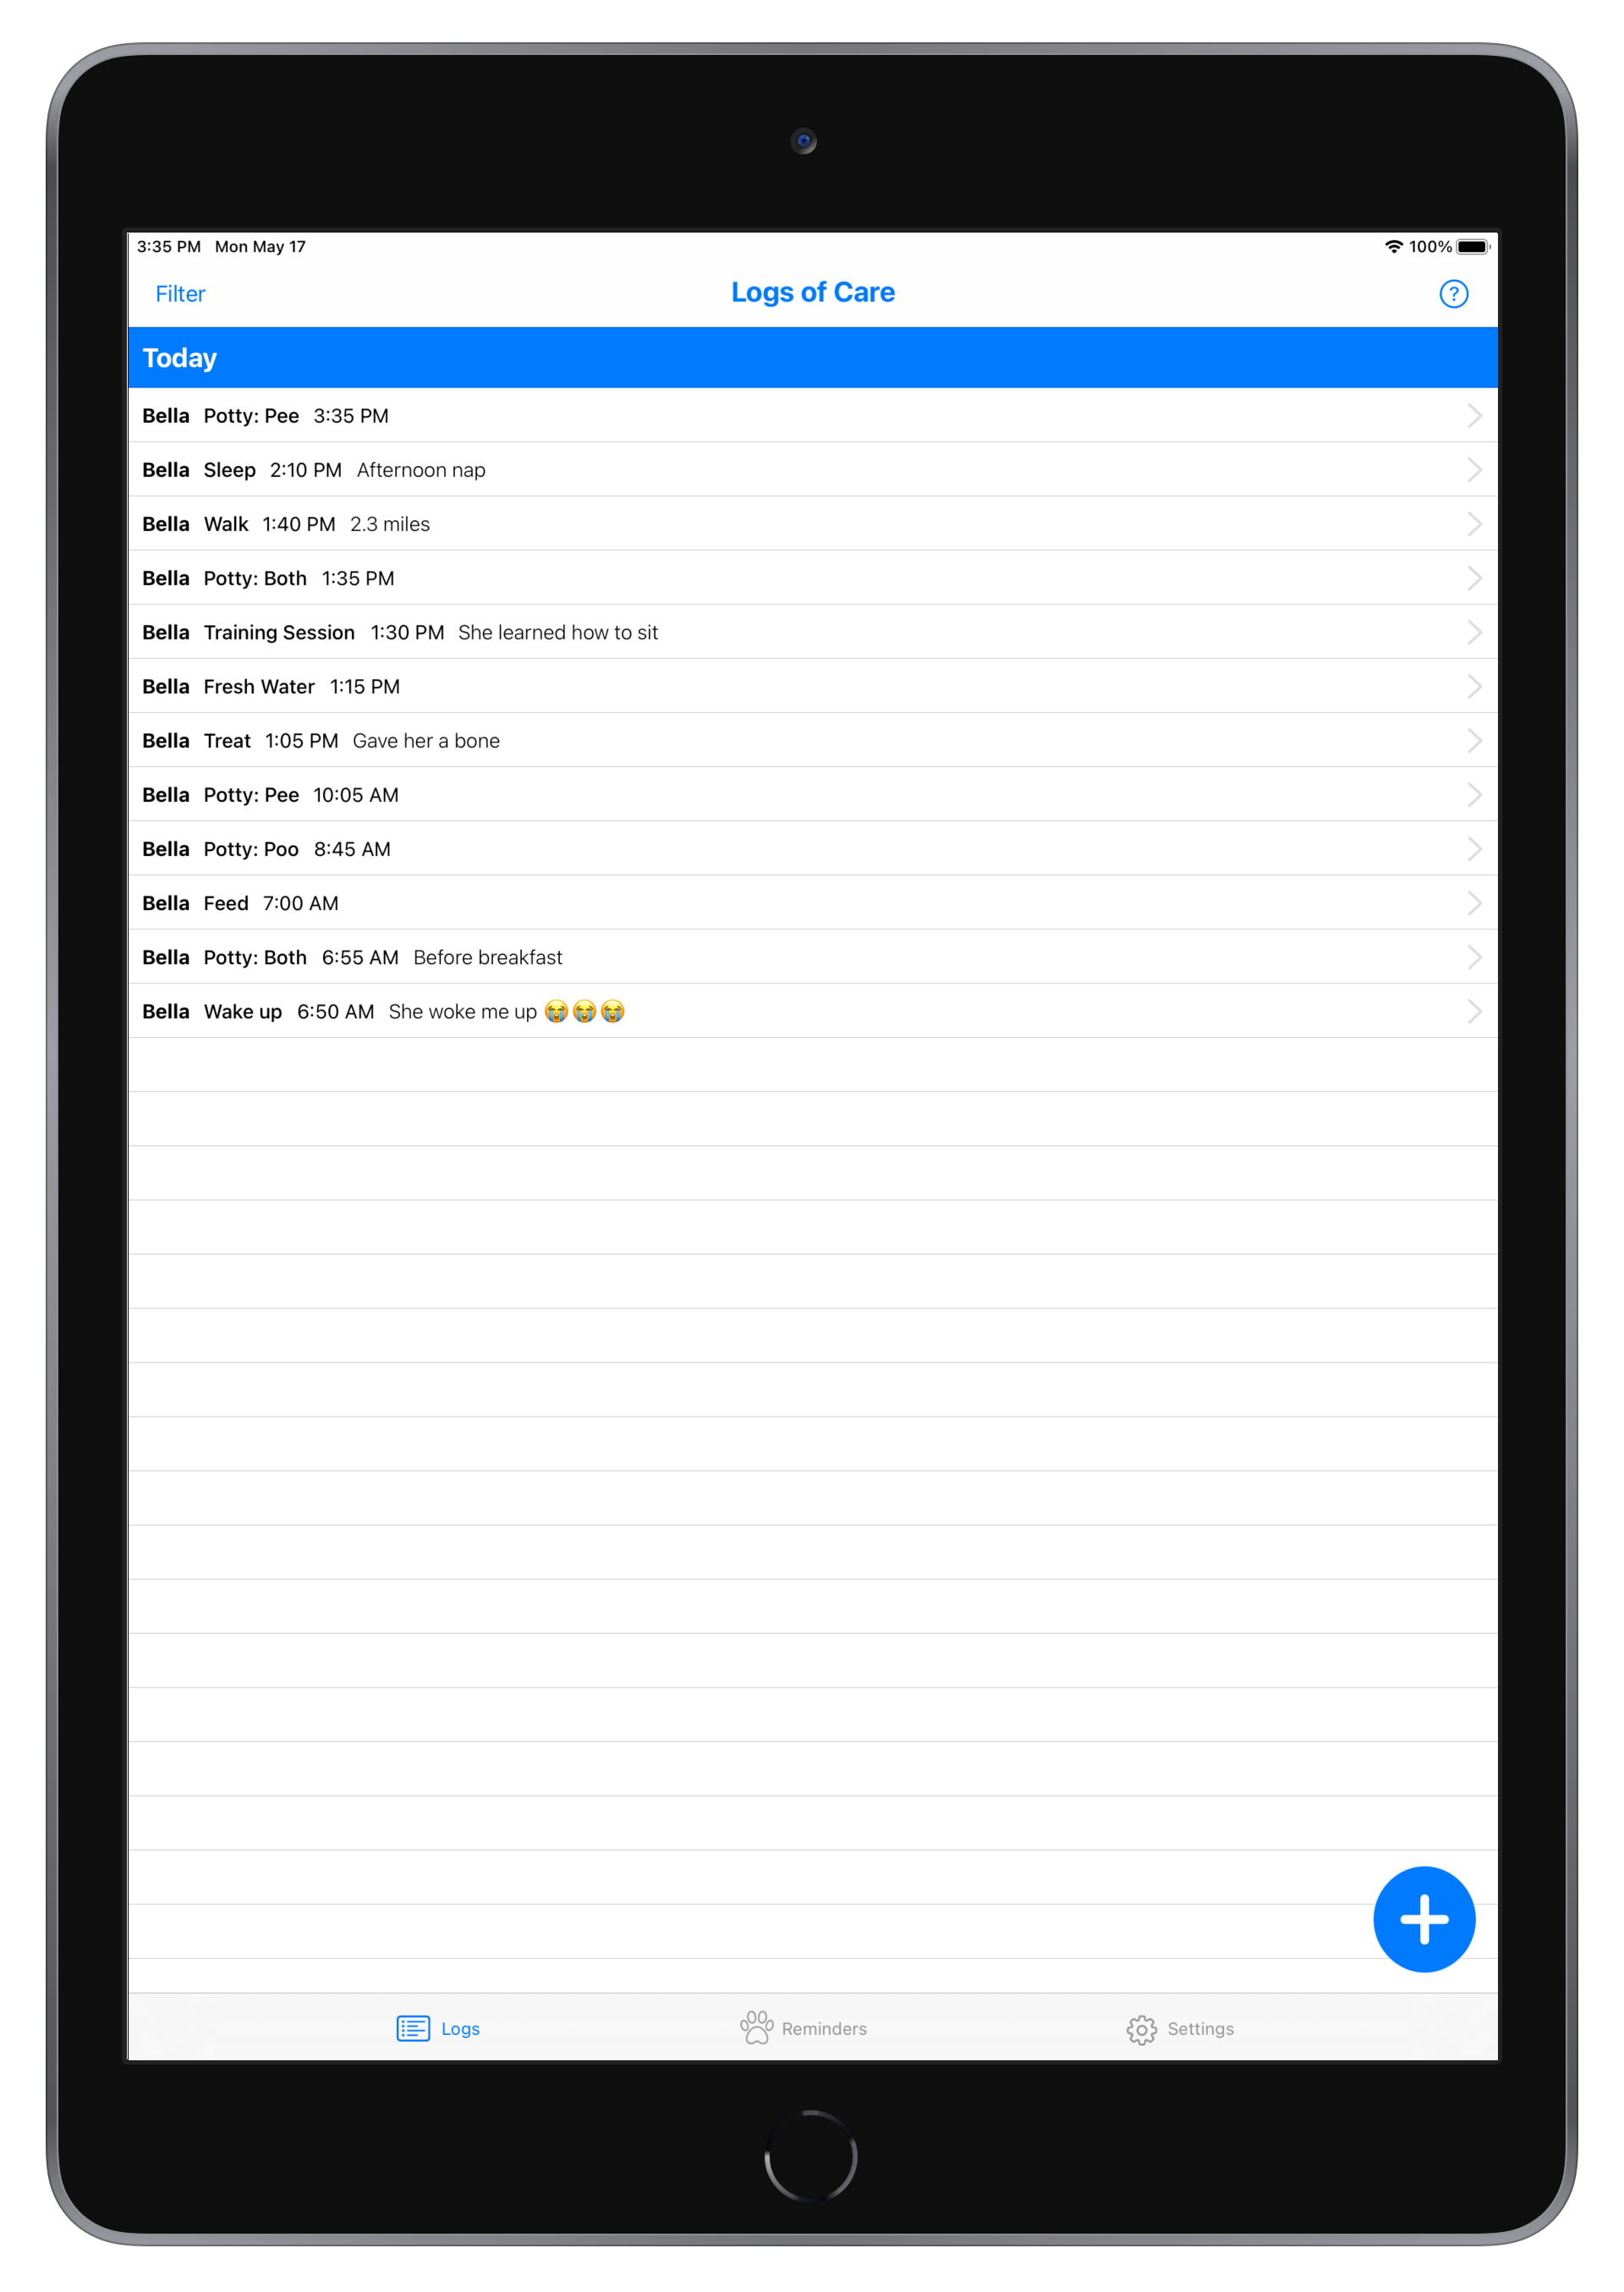 3:35 PM Mon May 17 100%
Filter Logs of Care ?
Today
Bella Potty: Pee 3:35 PM
Bella Sleep 2:10 PM Afternoon nap
Bella Walk 1:40 PM 2.3 miles
Bella Potty: Both 1:35 PM
Bella Training Session 1:30 PM She learned how to sit
Bella Fresh Water 1:15 PM
Bella Treat 1:05 PM Gave her a bone
Bella Potty: Pee 10:05 AM
Bella Potty: Poo 8:45 AM
Bella Feed 7:00 AM
Bella Potty: Both 6:55 AM Before breakfast
Bella Wake up 6:50 AM She woke me up 😭😭😭
Logs Reminders Settings